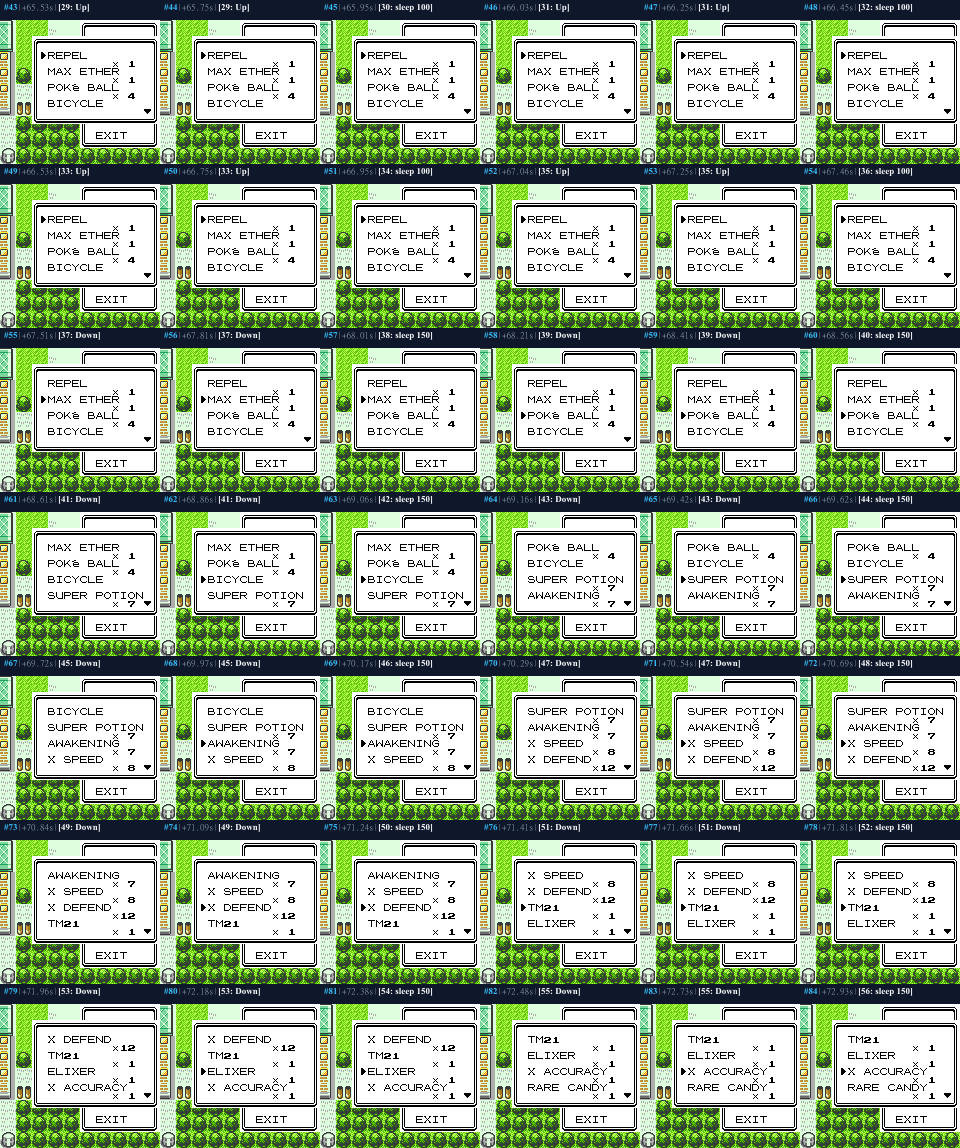 #43|+65.53s| [29: Up] #44|+65.75s| [29: Up] #45|+65.95s| [30: sleep 100] #46|+66.03s| [31: Up] #47|+66.25s| [31: Up] #48|+66.45s| [32: sleep 100]
REPEL REPEL REPEL REPEL REPEL REPEL
× 1 × 1 × 1 × 1 × 1 × 1
MAX ETHER MAX ETHER MAX ETHER MAX ETHER MAX ETHER MAX ETHER
× 1 × 1 × 1 × 1 × 1 × 1
POKé BALL POKé BALL POKé BALL POKé BALL POKé BALL POKé BALL
× 4 × 4 × 4 × 4 × 4 × 4
BICYCLE BICYCLE BICYCLE BICYCLE BICYCLE BICYCLE
EXIT EXIT EXIT EXIT EXIT EXIT
#49|+66.53s| [33: Up] #50|+66.75s| [33: Up] #51|+66.95s| [34: sleep 100] #52|+67.04s| [35: Up] #53|+67.25s| [35: Up] #54|+67.46s| [36: sleep 100]
REPEL REPEL REPEL REPEL REPEL REPEL
× 1 × 1 × 1 × 1 × 1 × 1
MAX ETHER MAX ETHER MAX ETHER MAX ETHER MAX ETHER MAX ETHER
× 1 × 1 × 1 × 1 × 1 × 1
POKé BALL POKé BALL POKé BALL POKé BALL POKé BALL POKé BALL
× 4 × 4 × 4 × 4 × 4 × 4
BICYCLE BICYCLE BICYCLE BICYCLE BICYCLE BICYCLE
EXIT EXIT EXIT EXIT EXIT EXIT
#55|+67.51s| [37: Down] #56|+67.81s| [37: Down] #57|+68.01s| [38: sleep 150] #58|+68.21s| [39: Down] #59|+68.41s| [39: Down] #60|+68.56s| [40: sleep 150]
REPEL REPEL REPEL REPEL REPEL REPEL
× 1 × 1 × 1 × 1 × 1 × 1
MAX ETHER MAX ETHER MAX ETHER MAX ETHER MAX ETHER MAX ETHER
× 1 × 1 × 1 × 1 × 1 × 1
POKé BALL POKé BALL POKé BALL POKé BALL POKé BALL POKé BALL
× 4 × 4 × 4 × 4 × 4 × 4
BICYCLE BICYCLE BICYCLE BICYCLE BICYCLE BICYCLE
EXIT EXIT EXIT EXIT EXIT EXIT
#61|+68.61s| [41: Down] #62|+68.86s| [41: Down] #63|+69.06s| [42: sleep 150] #64|+69.16s| [43: Down] #65|+69.42s| [43: Down] #66|+69.62s| [44: sleep 150]
MAX ETHER MAX ETHER MAX ETHER POKé BALL POKé BALL POKé BALL
× 1 × 1 × 1 × 4 × 4 × 4
POKé BALL POKé BALL POKé BALL BICYCLE BICYCLE BICYCLE
× 4 × 4 × 4
BICYCLE BICYCLE BICYCLE SUPER POTION SUPER POTION SUPER POTION
× 7 × 7 × 7
SUPER POTION SUPER POTION SUPER POTION AWAKENING AWAKENING AWAKENING
× 7 × 7 × 7 × 7 × 7 × 7
EXIT EXIT EXIT EXIT EXIT EXIT
#67|+69.72s| [45: Down] #68|+69.97s| [45: Down] #69|+70.17s| [46: sleep 150] #70|+70.29s| [47: Down] #71|+70.54s| [47: Down] #72|+70.69s| [48: sleep 150]
BICYCLE BICYCLE BICYCLE SUPER POTION SUPER POTION SUPER POTION
× 7 × 7 × 7
SUPER POTION SUPER POTION SUPER POTION AWAKENING AWAKENING AWAKENING
× 7 × 7 × 7 × 7 × 7 × 7
AWAKENING AWAKENING AWAKENING X SPEED X SPEED X SPEED
× 7 × 7 × 7 × 8 × 8 × 8
X SPEED X SPEED X SPEED X DEFEND X DEFEND X DEFEND
× 8 × 8 × 8 ×12 ×12 ×12
EXIT EXIT EXIT EXIT EXIT EXIT
#73|+70.84s| [49: Down] #74|+71.09s| [49: Down] #75|+71.24s| [50: sleep 150] #76|+71.41s| [51: Down] #77|+71.66s| [51: Down] #78|+71.81s| [52: sleep 150]
AWAKENING AWAKENING AWAKENING X SPEED X SPEED X SPEED
× 7 × 7 × 7 × 8 × 8 × 8
X SPEED X SPEED X SPEED X DEFEND X DEFEND X DEFEND
× 8 × 8 × 8 ×12 ×12 ×12
X DEFEND X DEFEND X DEFEND TM21 TM21 TM21
×12 ×12 ×12 × 1 × 1 × 1
TM21 TM21 TM21 ELIXER ELIXER ELIXER
× 1 × 1 × 1 × 1 × 1 × 1
EXIT EXIT EXIT EXIT EXIT EXIT
#79|+71.96s| [53: Down] #80|+72.18s| [53: Down] #81|+72.38s| [54: sleep 150] #82|+72.48s| [55: Down] #83|+72.73s| [55: Down] #84|+72.93s| [56: sleep 150]
X DEFEND X DEFEND X DEFEND TM21 TM21 TM21
×12 ×12 ×12 × 1 × 1 × 1
TM21 TM21 TM21 ELIXER ELIXER ELIXER
× 1 × 1 × 1 × 1 × 1 × 1
ELIXER ELIXER ELIXER X ACCURACY X ACCURACY X ACCURACY
× 1 × 1 × 1 × 1 × 1 × 1
X ACCURACY X ACCURACY X ACCURACY RARE CANDY RARE CANDY RARE CANDY
× 1 × 1 × 1 × 1 × 1 × 1
EXIT EXIT EXIT EXIT EXIT EXIT